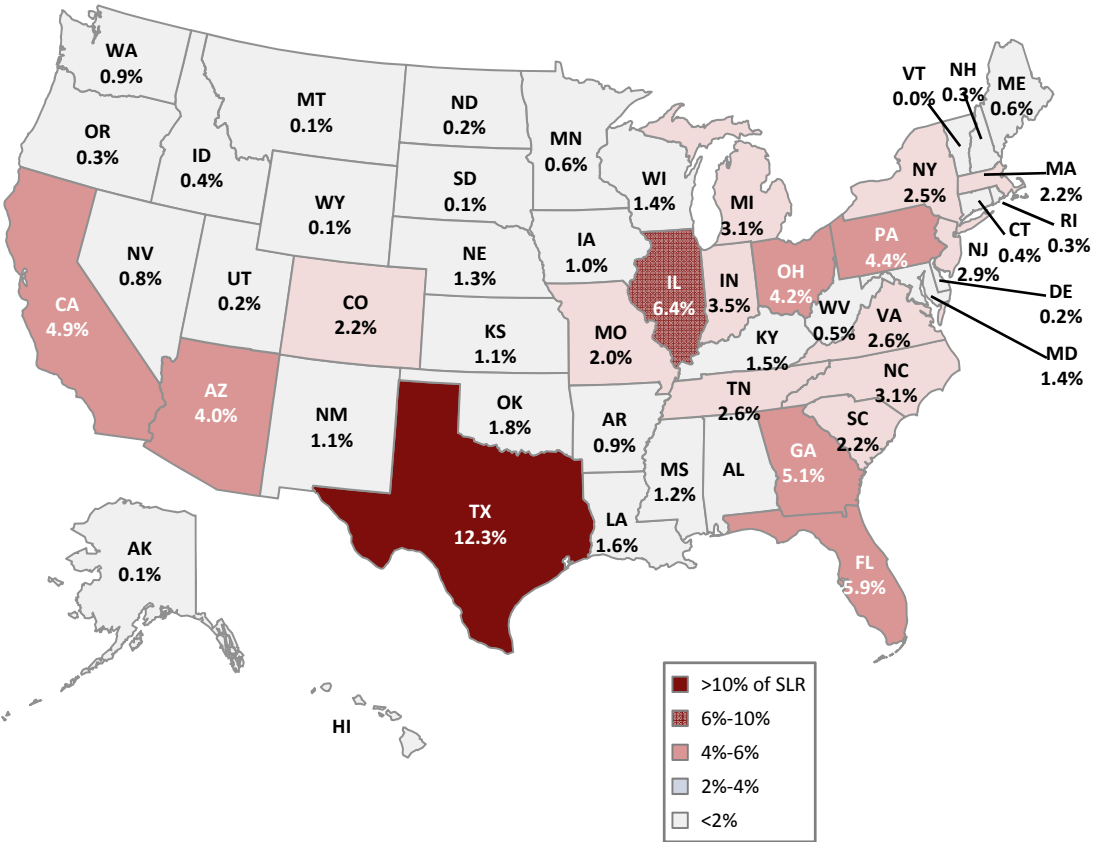 WA
0.9%
OR
0.3%
ID
0.4%
MT
0.1%
WY
0.1%
ND
0.2%
SD
0.1%
NE
1.3%
MN
0.6%
IA
1.0%
WI
1.4%
MI
3.1%
VT
0.0%
NH
0.3%
ME
0.6%
NY
2.5%
MA
2.2%
RI
0.3%
CT
0.4%
NJ
2.9%
DE
0.2%
MD
1.4%
PA
4.4%
OH
4.2%
IN
3.5%
IL
6.4%
WV
0.5%
VA
2.6%
KY
1.5%
NC
3.1%
TN
2.6%
SC
2.2%
GA
5.1%
FL
5.9%
AL
MS
1.2%
LA
1.6%
AR
0.9%
MO
2.0%
KS
1.1%
OK
1.8%
TX
12.3%
NM
1.1%
CO
2.2%
UT
0.2%
NV
0.8%
CA
4.9%
AZ
4.0%
AK
0.1%
HI
>10% of SLR
6%-10%
4%-6%
2%-4%
<2%